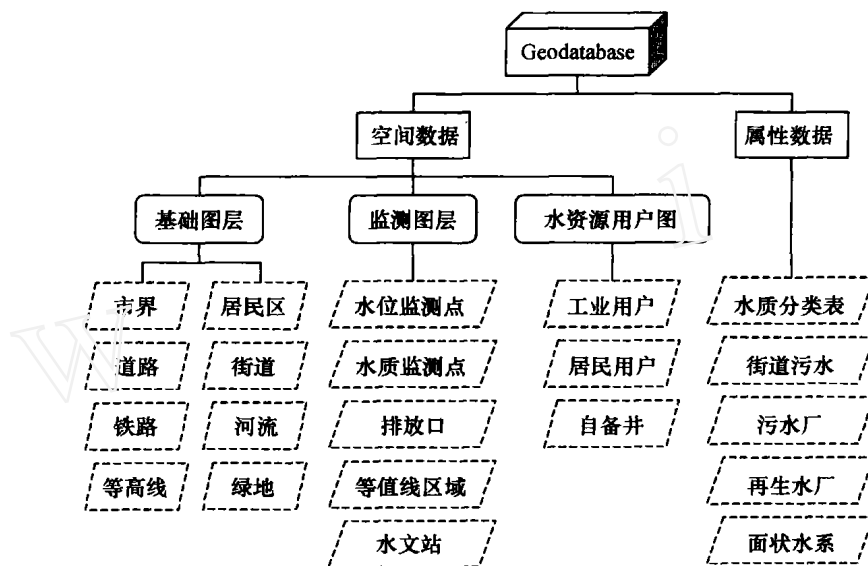 Geodatabase
空间数据
属性数据
基础图层
监测图层
水资源用户图
市界
居民区
水位监测点
工业用户
水质分类表
道路
街道
水质监测点
居民用户
街道污水
铁路
河流
排放口
自备井
污水厂
等高线
绿地
等值线区域
再生水厂
水文站
面状水系